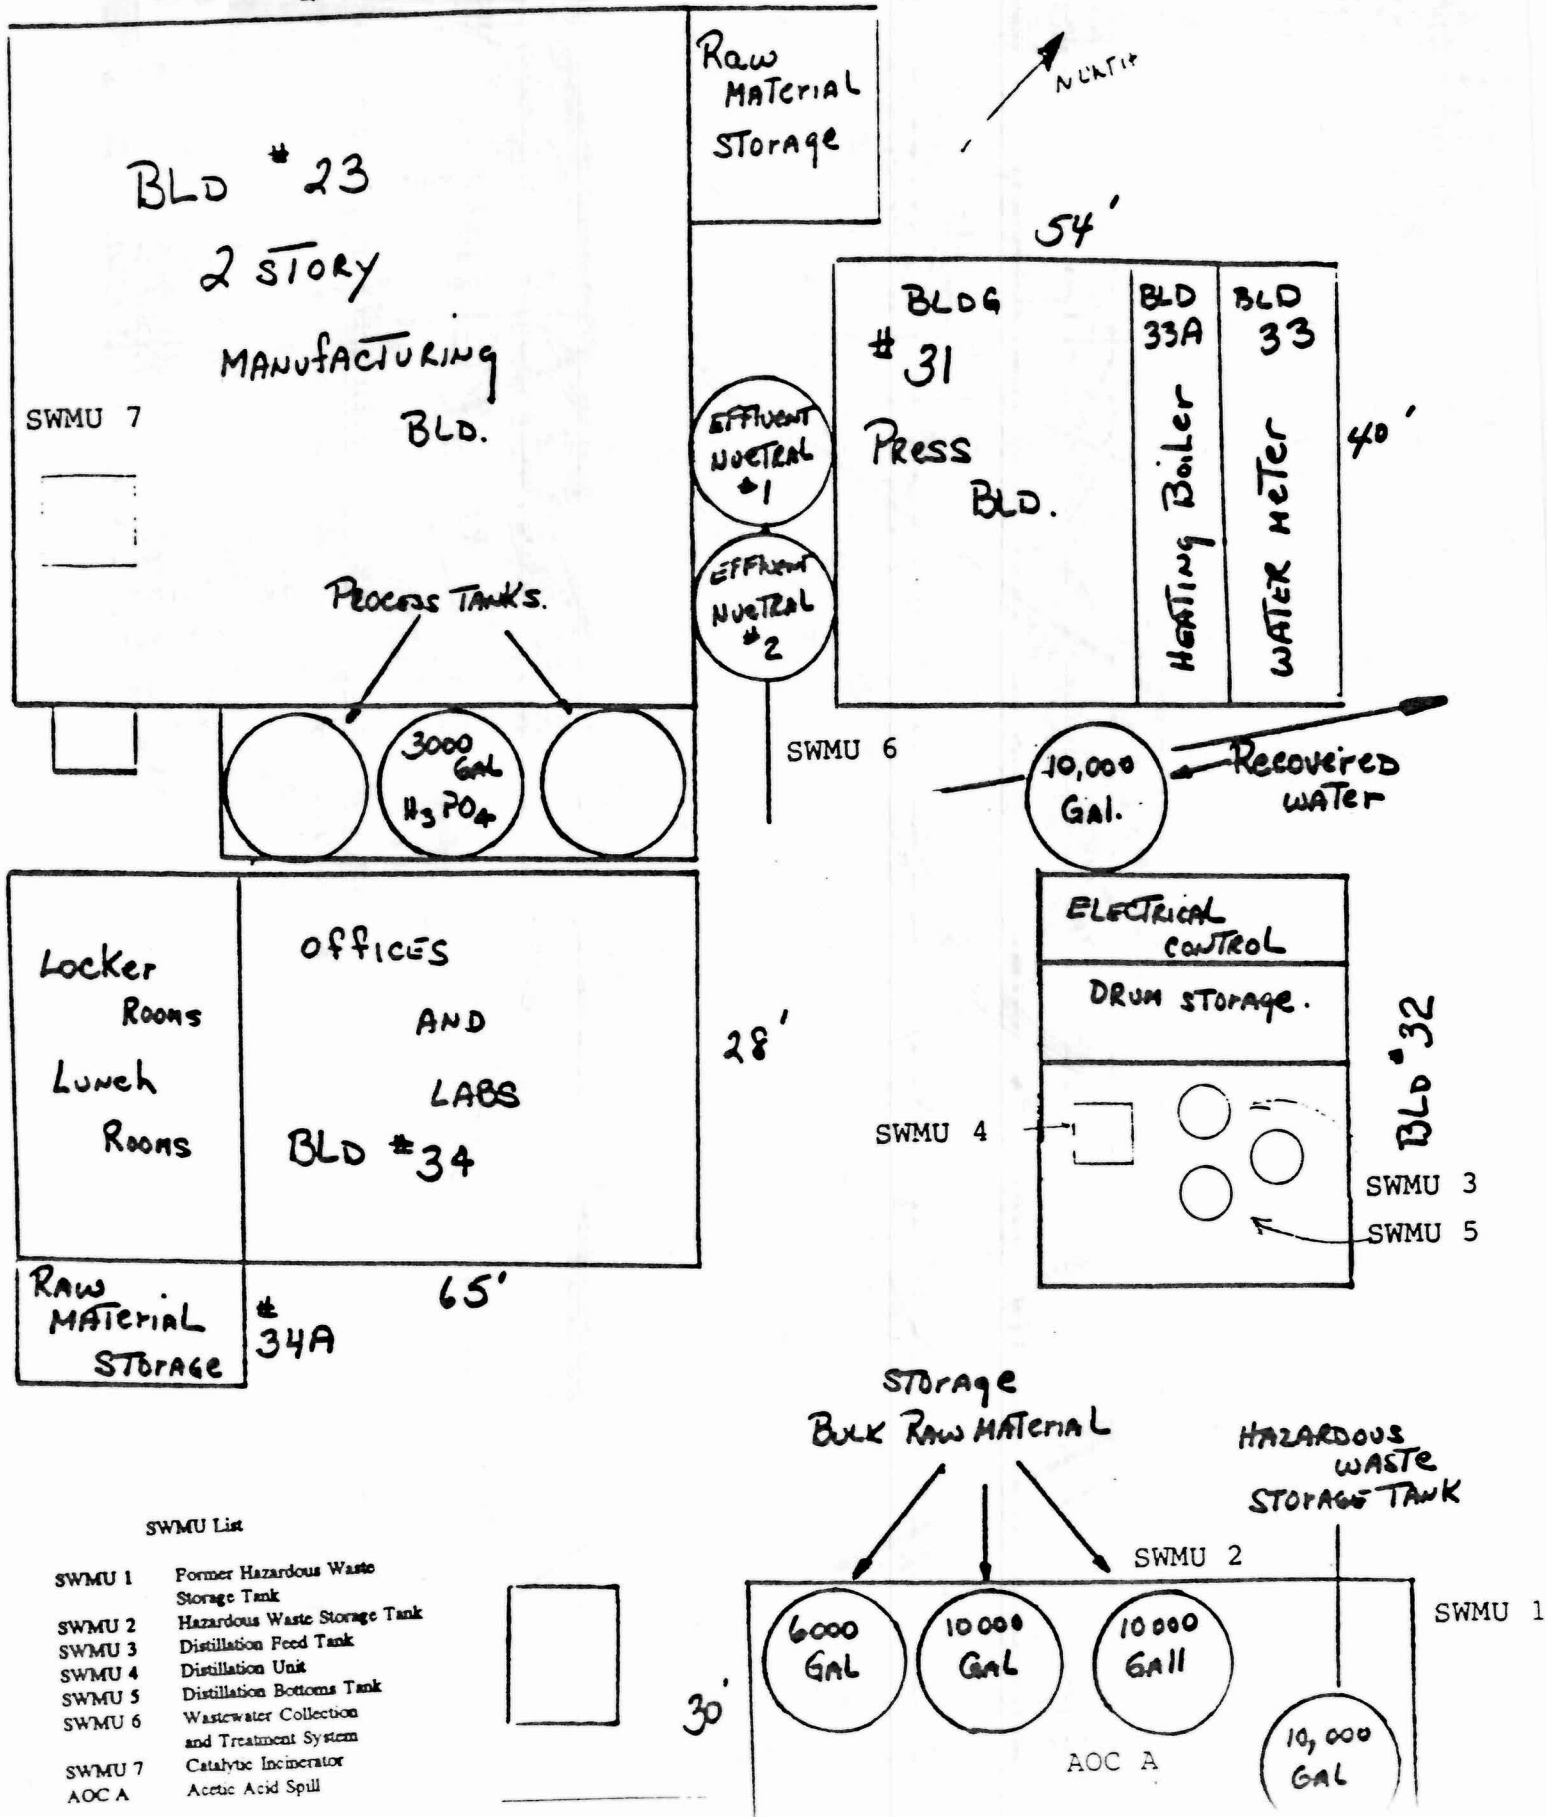 Raw
MATerial
STorage
NORTH
BLD # 23
2 STORY
MANUfACTURING
BLD.
SWMU 7
54'
BLDG
# 31
PRESS
BLD.
BLD
33A
HEATING Boiler
BLD
33
WATER METer
40'
EFFluent
NUETRAL
#1
EFFluent
NUETRAL
#2
PROCESS TANKS.
3000
GAL
H3 PO4
SWMU 6
10,000
GAl.
Recovered
WATer
Locker
Rooms
Lunch
Rooms
OFFICES
AND
LABS
BLD #34
28'
65'
RAW
MATerial
STORAGE
#
34A
ELECTRICAL
CONTROL
DRUM STorage.
BLD #32
SWMU 4
SWMU 3
SWMU 5
STorage
BULK RAW MATerial
HAZARDOUS
WASTe
STORAGE TANK
SWMU 2
SWMU 1
6000
GAL
10000
GAL
10000
GAll
10,000
GAL
30'
AOC A
SWMU List
SWMU 1 Former Hazardous Waste
Storage Tank
SWMU 2 Hazardous Waste Storage Tank
SWMU 3 Distillation Feed Tank
SWMU 4 Distillation Unit
SWMU 5 Distillation Bottoms Tank
SWMU 6 Wastewater Collection
and Treatment System
SWMU 7 Catalytic Incinerator
AOC A Acetic Acid Spill